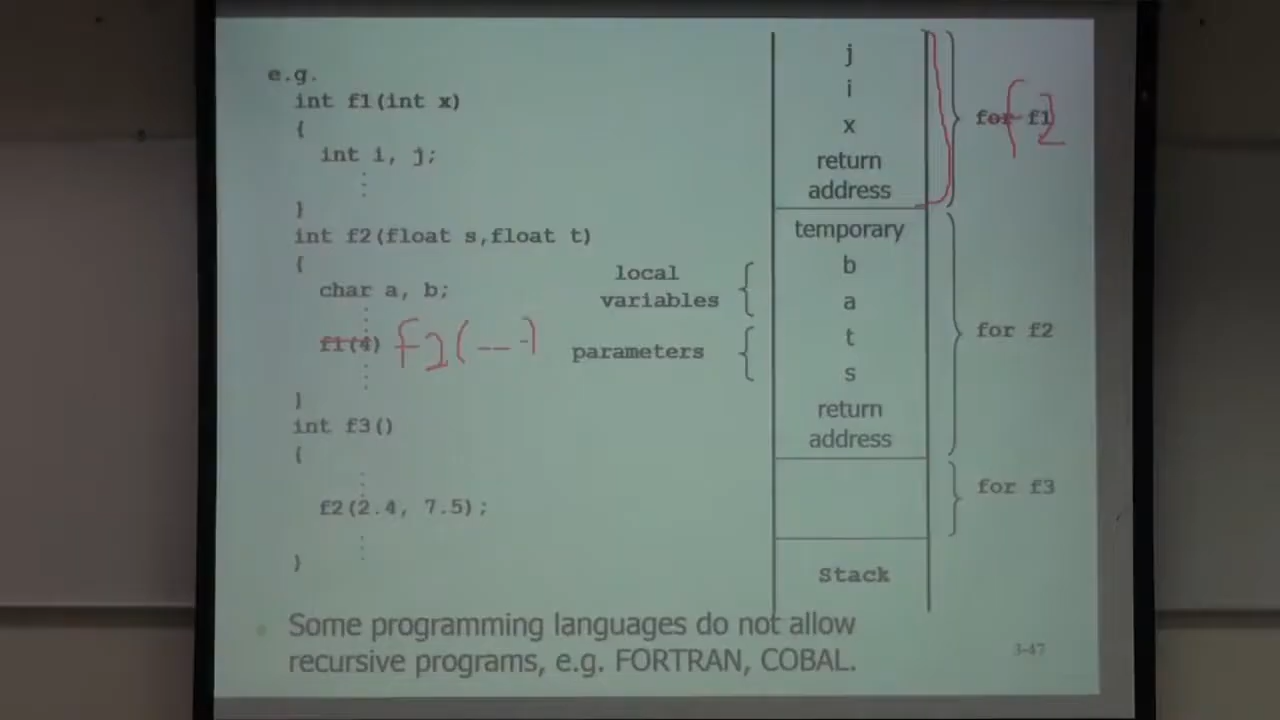 e.g.
int f1(int x)
{
int i, j;
}
int f2(float s,float t)
{
char a, b;
f1(4) f2(---)
}
int f3()
{
f2(2.4, 7.5);
}
local
variables
parameters
j
i
x
return
address
temporary
b
a
t
s
return
address
Stack
for f1
f2
for f2
for f3
Some programming languages do not allow
recursive programs, e.g. FORTRAN, COBAL.
3-47